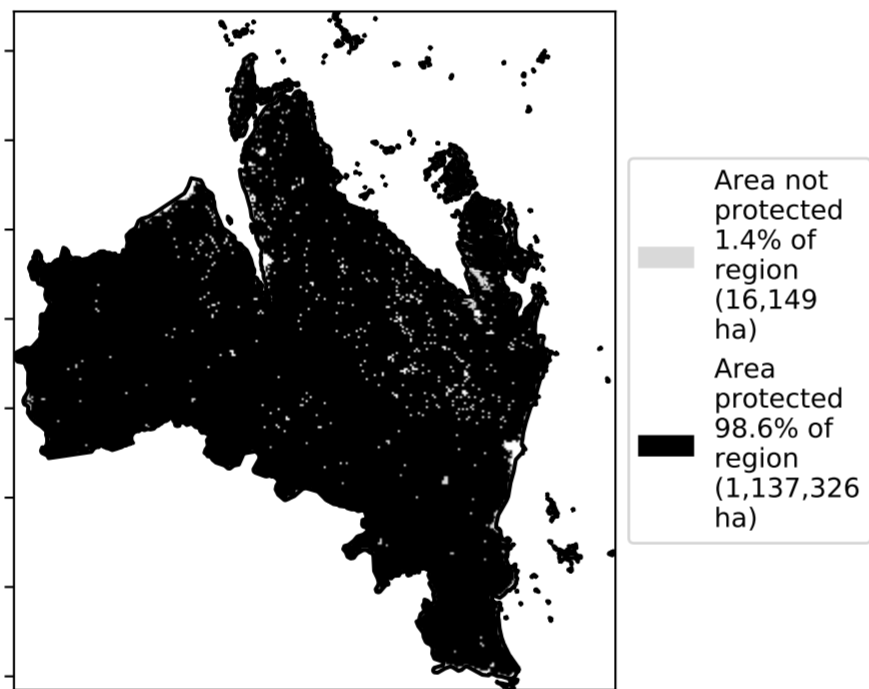 Area not
protected
1.4% of
region
(16,149
ha)
Area
protected
98.6% of
region
(1,137,326
ha)